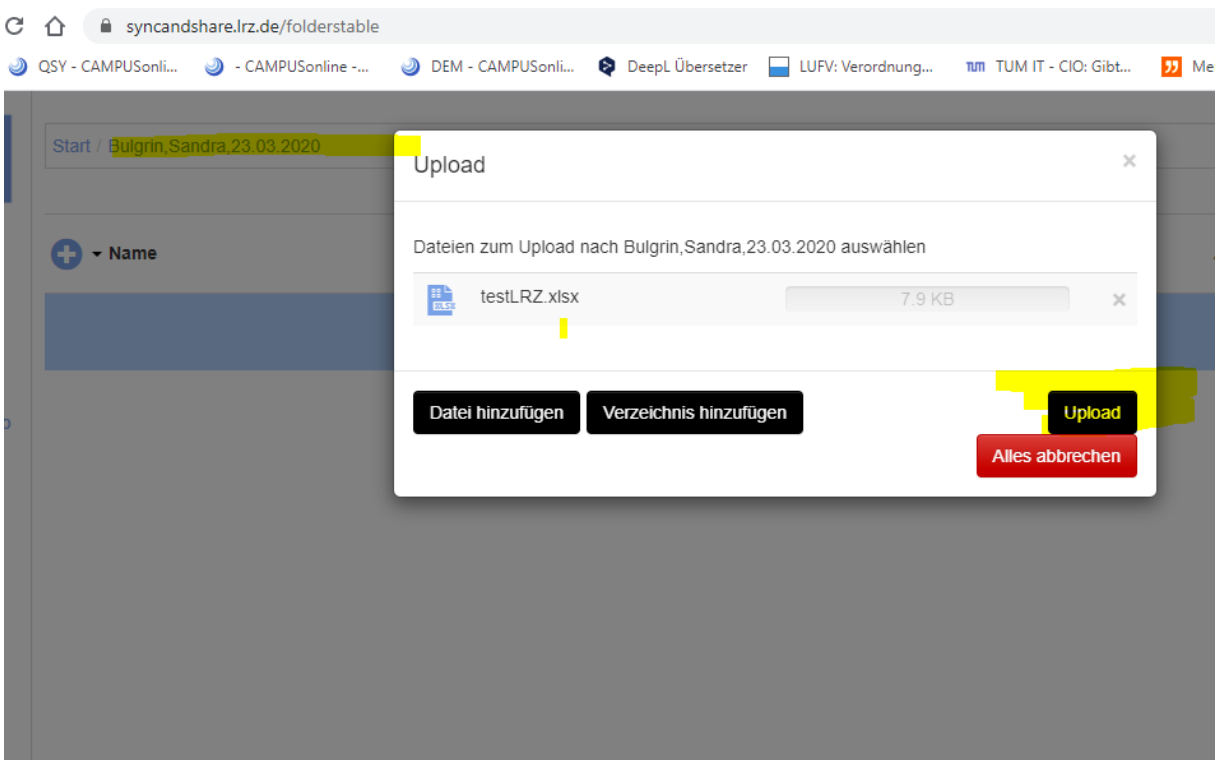 syncandshare.lrz.de/folderstable
QSY - CAMPUSonli... - CAMPUSonline -... DEM - CAMPUSonli... DeepL Übersetzer LUFV: Verordnung... TUM TUM IT - CIO: Gibt... Me
Start / Bulgrin,Sandra,23.03.2020
Upload ×
Name
Dateien zum Upload nach Bulgrin,Sandra,23.03.2020 auswählen
XLSX testLRZ.xlsx 7.9 KB ×
Datei hinzufügen Verzeichnis hinzufügen Upload
Alles abbrechen